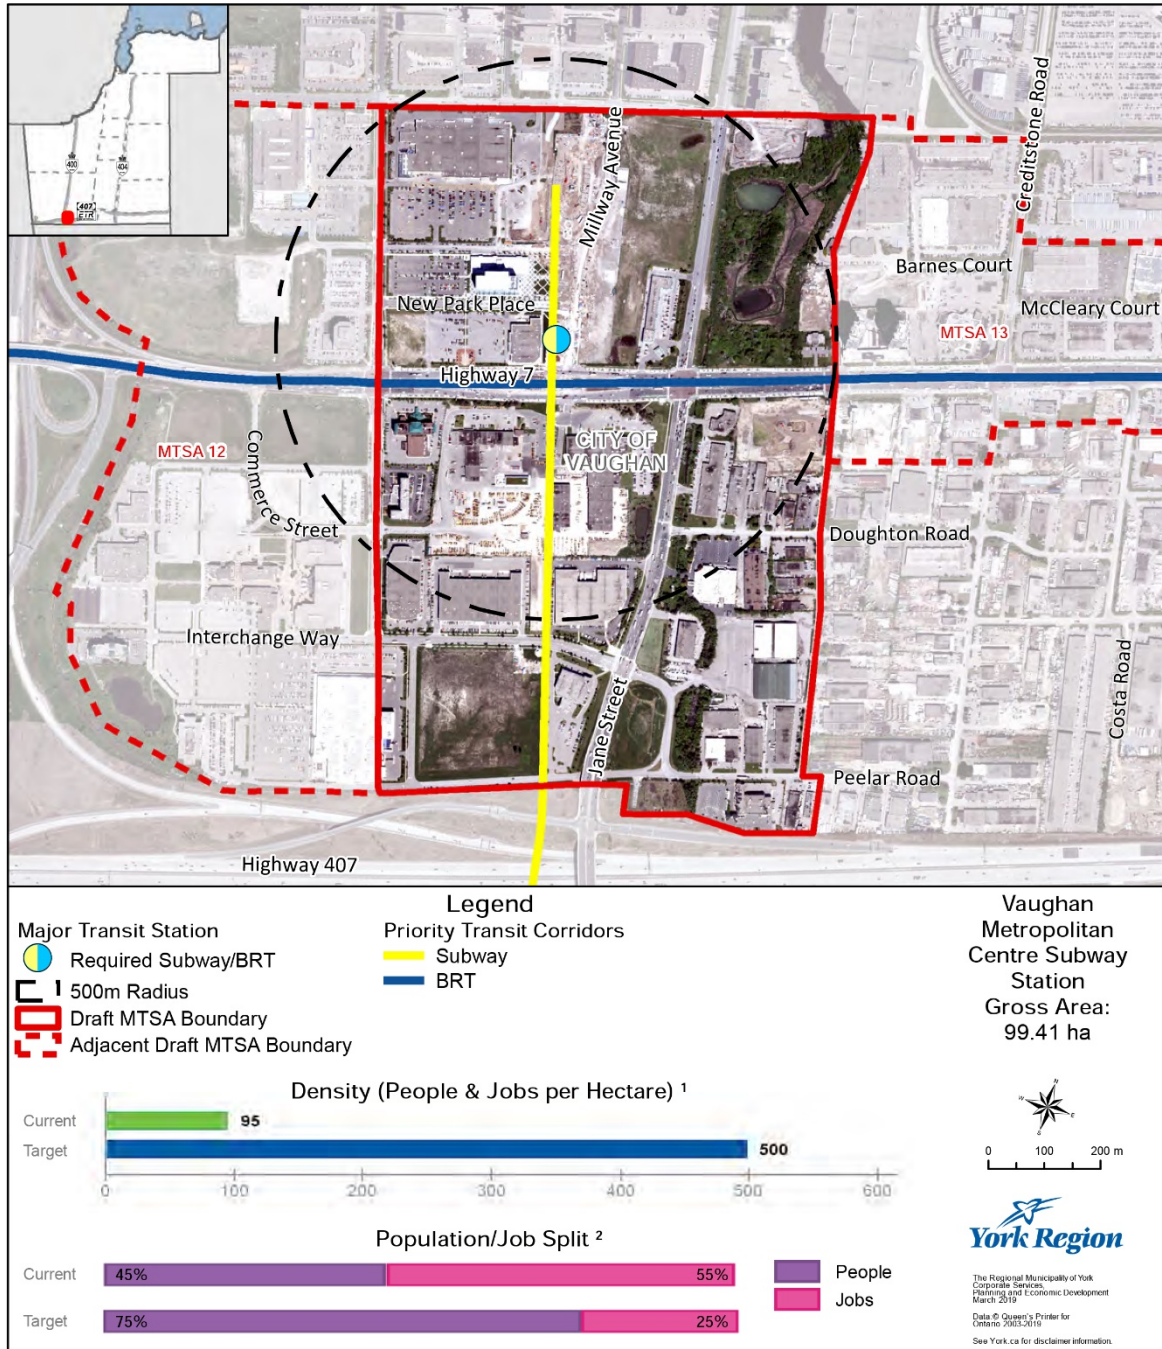 400
404
407
ETR
Millway Avenue
Creditstone Road
Barnes Court
McCleary Court
New Park Place
MTSA 13
Highway 7
CITY OF
VAUGHAN
MTSA 12
Commerce Street
Doughton Road
Interchange Way
Jane Street
Costa Road
Peelar Road
Highway 407
Legend
Major Transit Station
Required Subway/BRT
500m Radius
Draft MTSA Boundary
Adjacent Draft MTSA Boundary
Priority Transit Corridors
Subway
BRT
Vaughan
Metropolitan
Centre Subway
Station
Gross Area:
99.41 ha
N
W
E
S
0 100 200 m
Density (People & Jobs per Hectare) ¹
Current 95
Target 500
0 100 200 300 400 500 600
Population/Job Split ²
Current 45% 55%
Target 75% 25%
People
Jobs
York Region
The Regional Municipality of York
Corporate Services,
Planning and Economic Development
March 2019
Data:© Queen's Printer for
Ontario 2003-2019
See York.ca for disclaimer information.